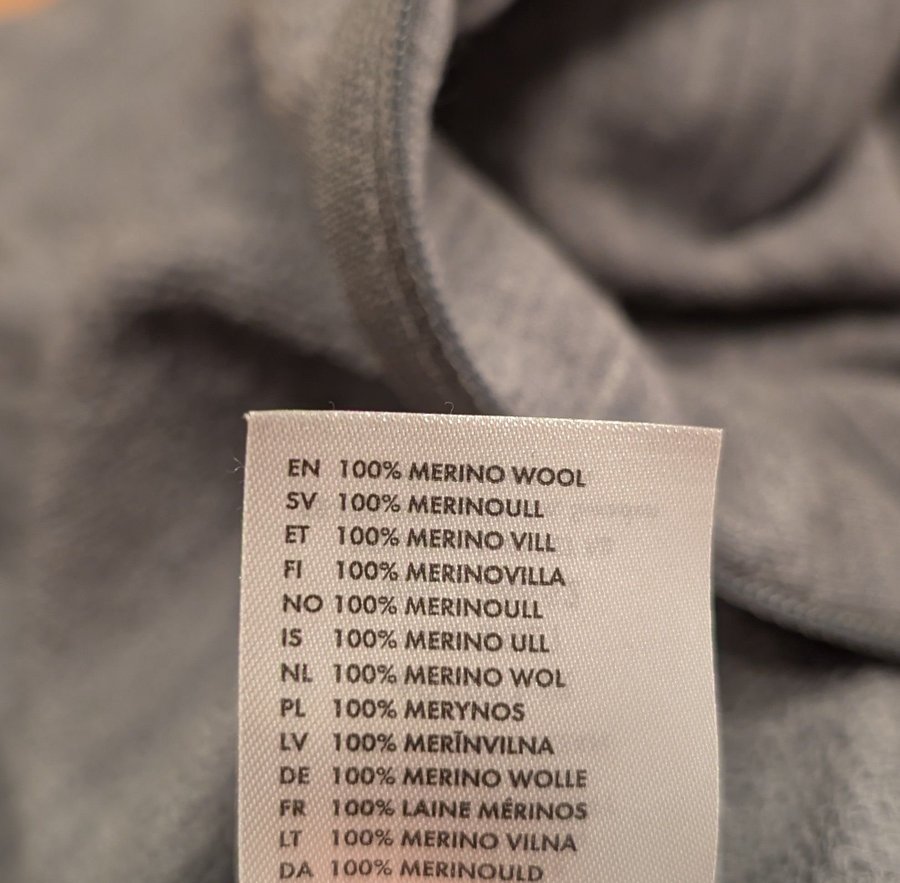 EN 100% MERINO WOOL
SV 100% MERINOULL
ET 100% MERINO VILL
FI 100% MERINOVILLA
NO 100% MERINOULL
IS 100% MERINO ULL
NL 100% MERINO WOL
PL 100% MERYNOS
LV 100% MERĪNVILNA
DE 100% MERINO WOLLE
FR 100% LAINE MÉRINOS
LT 100% MERINO VILNA
DA 100% MERINOULD